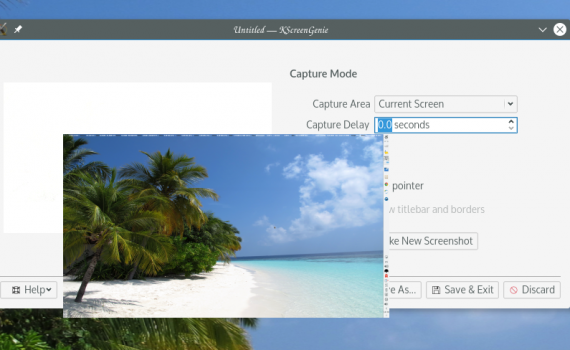 Untitled — KScreenGenie
Capture Mode
Capture Area Current Screen
Capture Delay 0.0 seconds
pointer
titlebar and borders
New Screenshot
Help
As...
Save & Exit
Discard